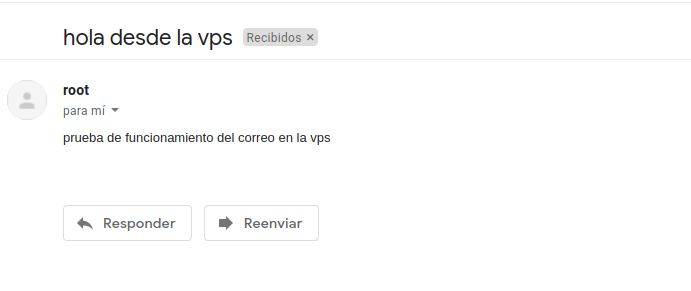 hola desde la vps Recibidos ×
root
para mí
prueba de funcionamiento del correo en la vps
Responder Reenviar